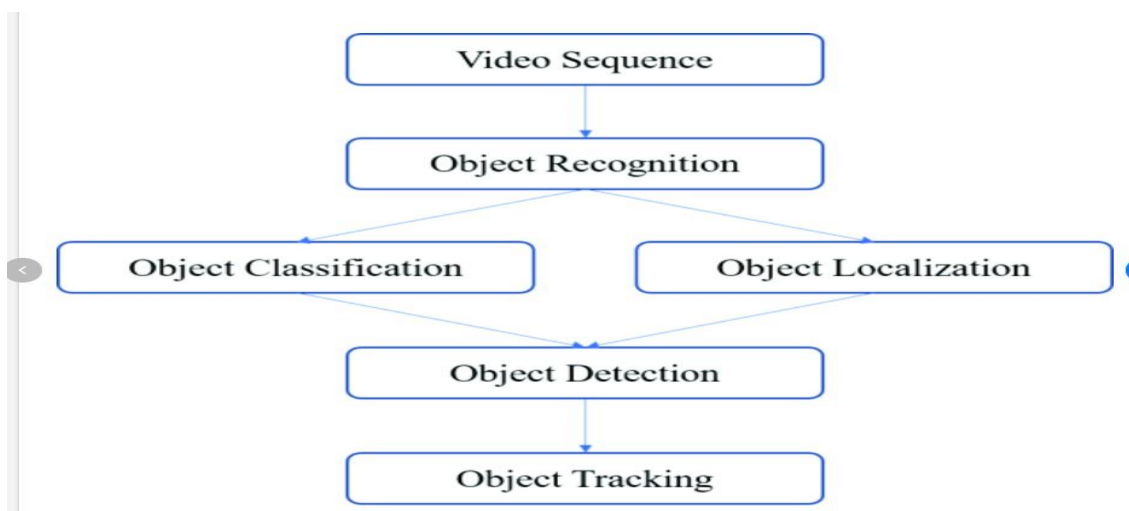 Video Sequence
Object Recognition
Object Classification
Object Localization
Object Detection
Object Tracking